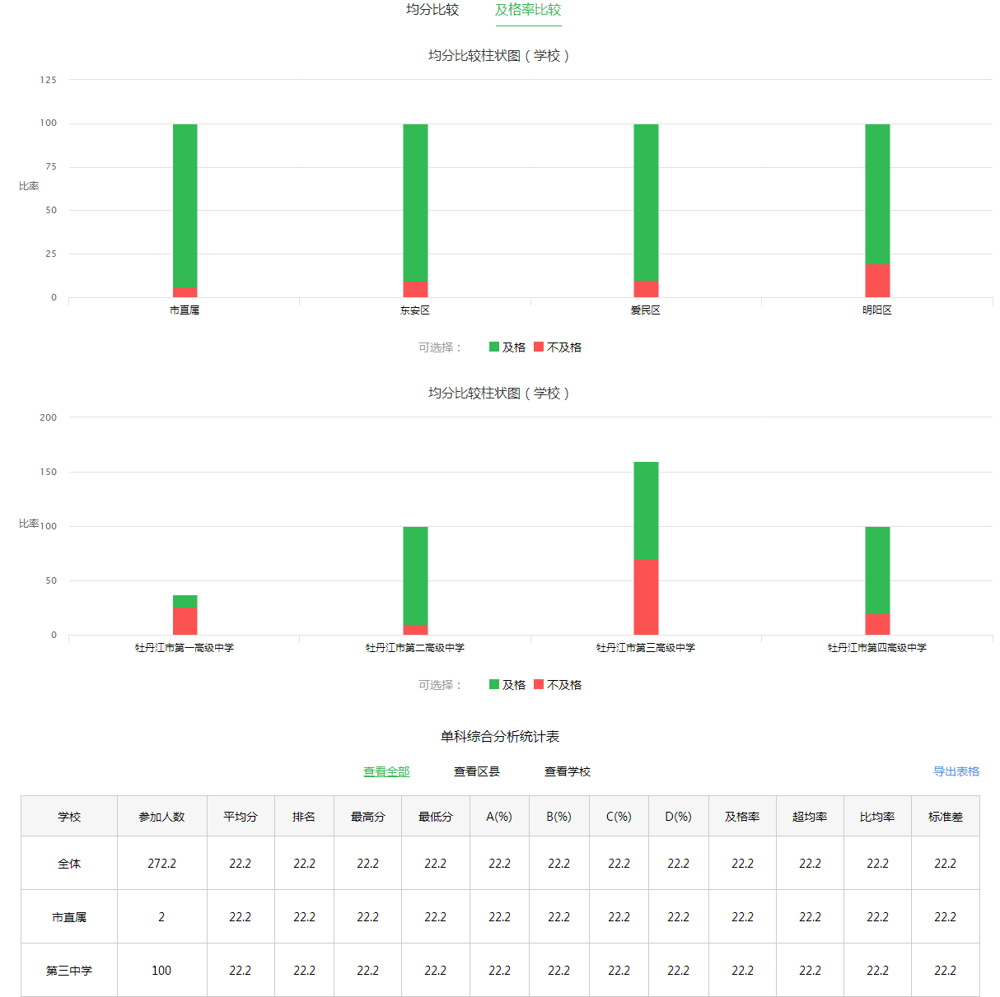 均分比较 及格率比较
均分比较柱状图（学校）
125
100
75
比率
50
25
0
市直属 东安区 爱民区 明阳区
可选择： 及格 不及格
均分比较柱状图（学校）
200
150
比率 100
50
0
牡丹江市第一高级中学 牡丹江市第二高级中学 牡丹江市第三高级中学 牡丹江市第四高级中学
可选择： 及格 不及格
单科综合分析统计表
查看全部 查看区县 查看学校 导出表格
学校 参加人数 平均分 排名 最高分 最低分 A(%) B(%) C(%) D(%) 及格率 超均率 比均率 标准差
全体 272.2 22.2 22.2 22.2 22.2 22.2 22.2 22.2 22.2 22.2 22.2 22.2 22.2
市直属 2 22.2 22.2 22.2 22.2 22.2 22.2 22.2 22.2 22.2 22.2 22.2 22.2
第三中学 100 22.2 22.2 22.2 22.2 22.2 22.2 22.2 22.2 22.2 22.2 22.2 22.2